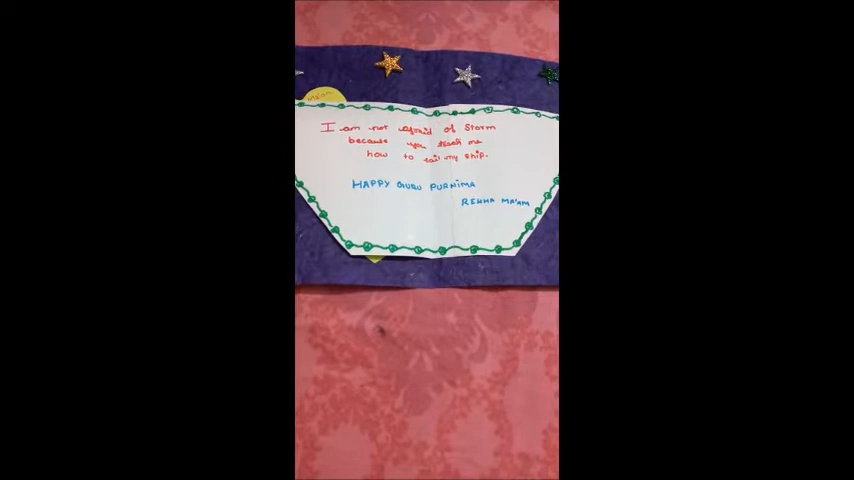 I am not afraid of Storm
because you teach me
how to sail my ship.
HAPPY GURU PURNIMA
REKHA MA'AM